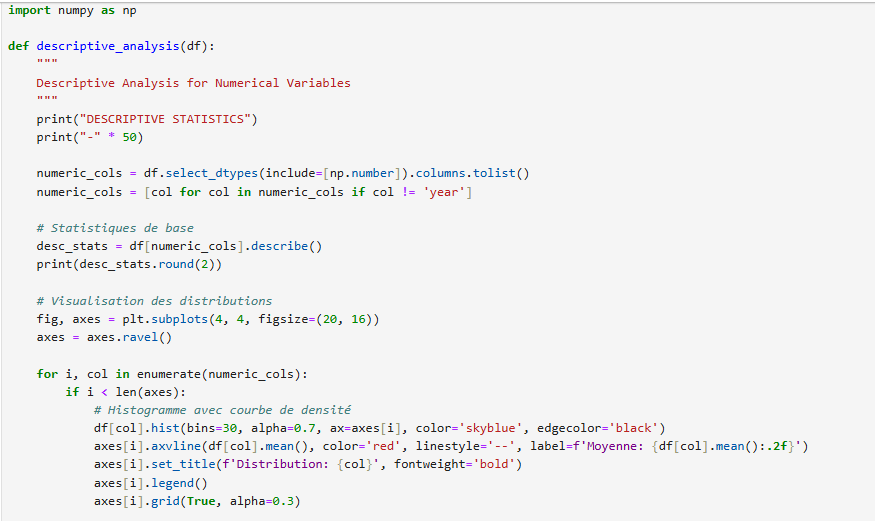 import numpy as np
def descriptive_analysis(df):
"""
Descriptive Analysis for Numerical Variables
"""
print("DESCRIPTIVE STATISTICS")
print("-" * 50)
numeric_cols = df.select_dtypes(include=[np.number]).columns.tolist()
numeric_cols = [col for col in numeric_cols if col != 'year']
# Statistiques de base
desc_stats = df[numeric_cols].describe()
print(desc_stats.round(2))
# Visualisation des distributions
fig, axes = plt.subplots(4, 4, figsize=(20, 16))
axes = axes.ravel()
for i, col in enumerate(numeric_cols):
if i < len(axes):
# Histogramme avec courbe de densité
df[col].hist(bins=30, alpha=0.7, ax=axes[i], color='skyblue', edgecolor='black')
axes[i].axvline(df[col].mean(), color='red', linestyle='--', label=f'Moyenne: {df[col].mean():.2f}')
axes[i].set_title(f'Distribution: {col}', fontweight='bold')
axes[i].legend()
axes[i].grid(True, alpha=0.3)